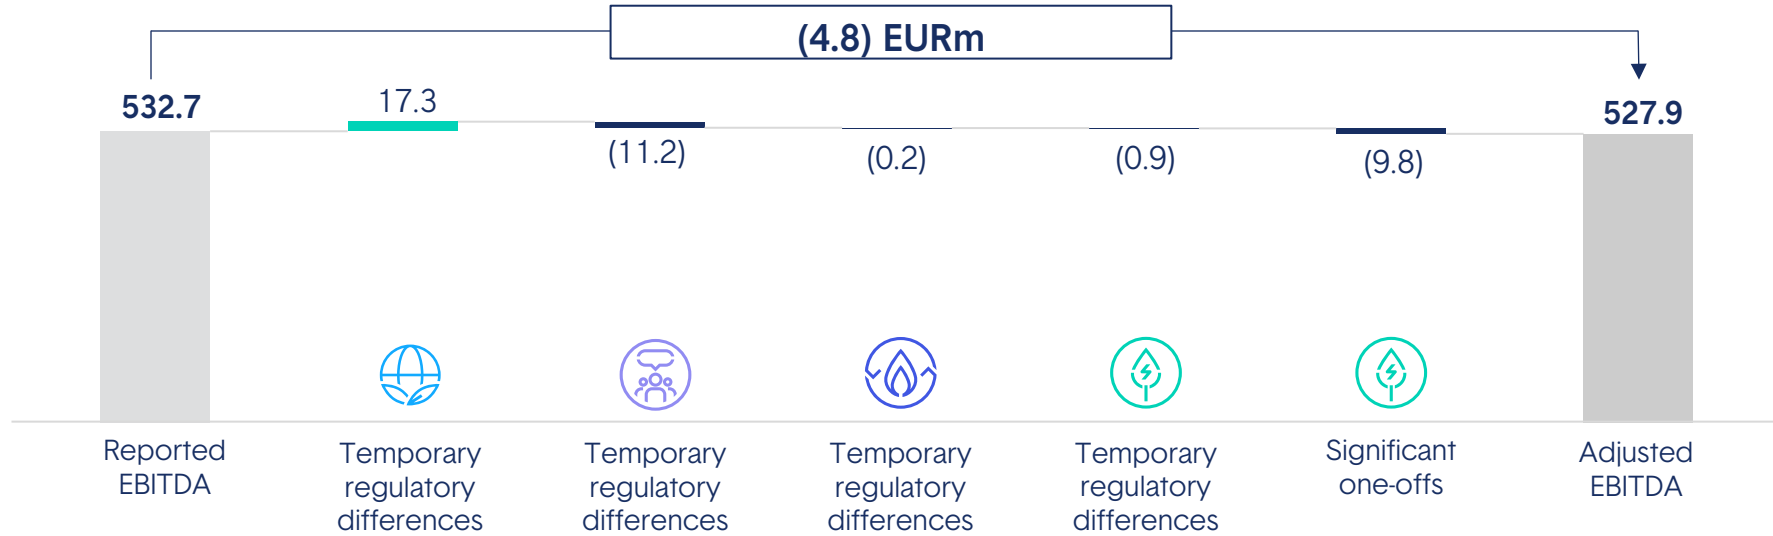 (4.8) EURm
532.7
17.3
(11.2)
(0.2)
(0.9)
(9.8)
527.9
Reported
EBITDA
Temporary
regulatory
differences
Temporary
regulatory
differences
Temporary
regulatory
differences
Temporary
regulatory
differences
Significant
one-offs
Adjusted
EBITDA